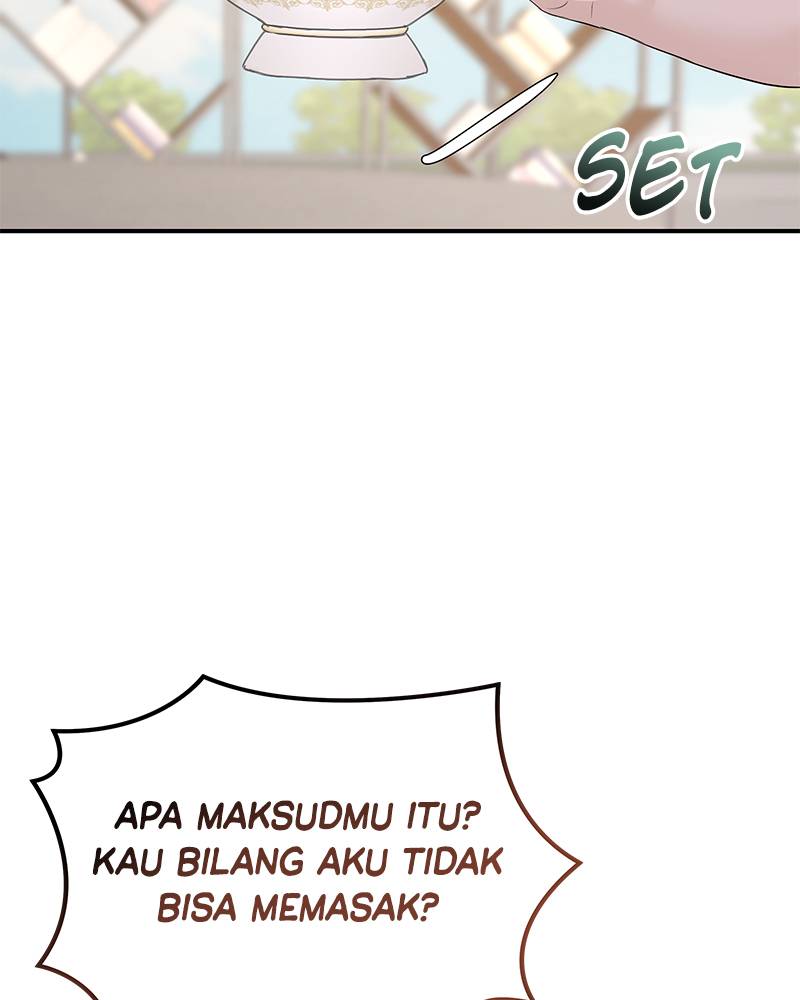 SET
APA MAKSUDMU ITU?
KAU BILANG AKU TIDAK
BISA MEMASAK?